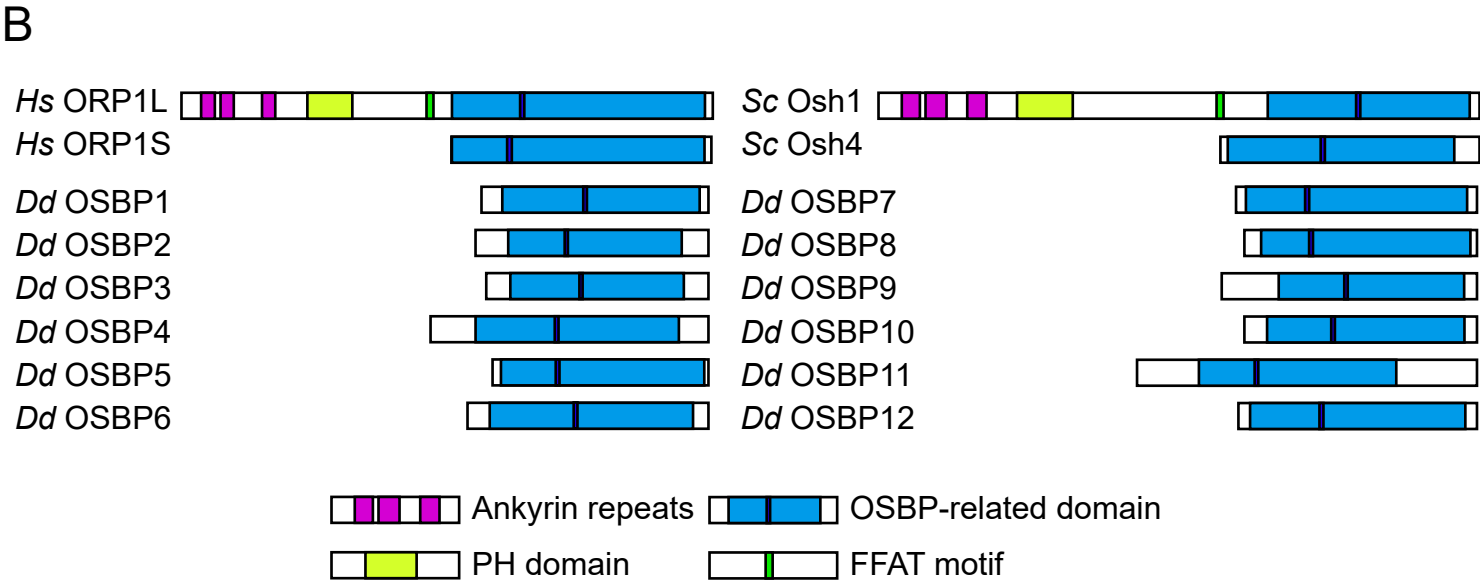 B
Hs ORP1L
Hs ORP1S
Dd OSBP1
Dd OSBP2
Dd OSBP3
Dd OSBP4
Dd OSBP5
Dd OSBP6
Sc Osh1
Sc Osh4
Dd OSBP7
Dd OSBP8
Dd OSBP9
Dd OSBP10
Dd OSBP11
Dd OSBP12
Ankyrin repeats
OSBP-related domain
PH domain
FFAT motif